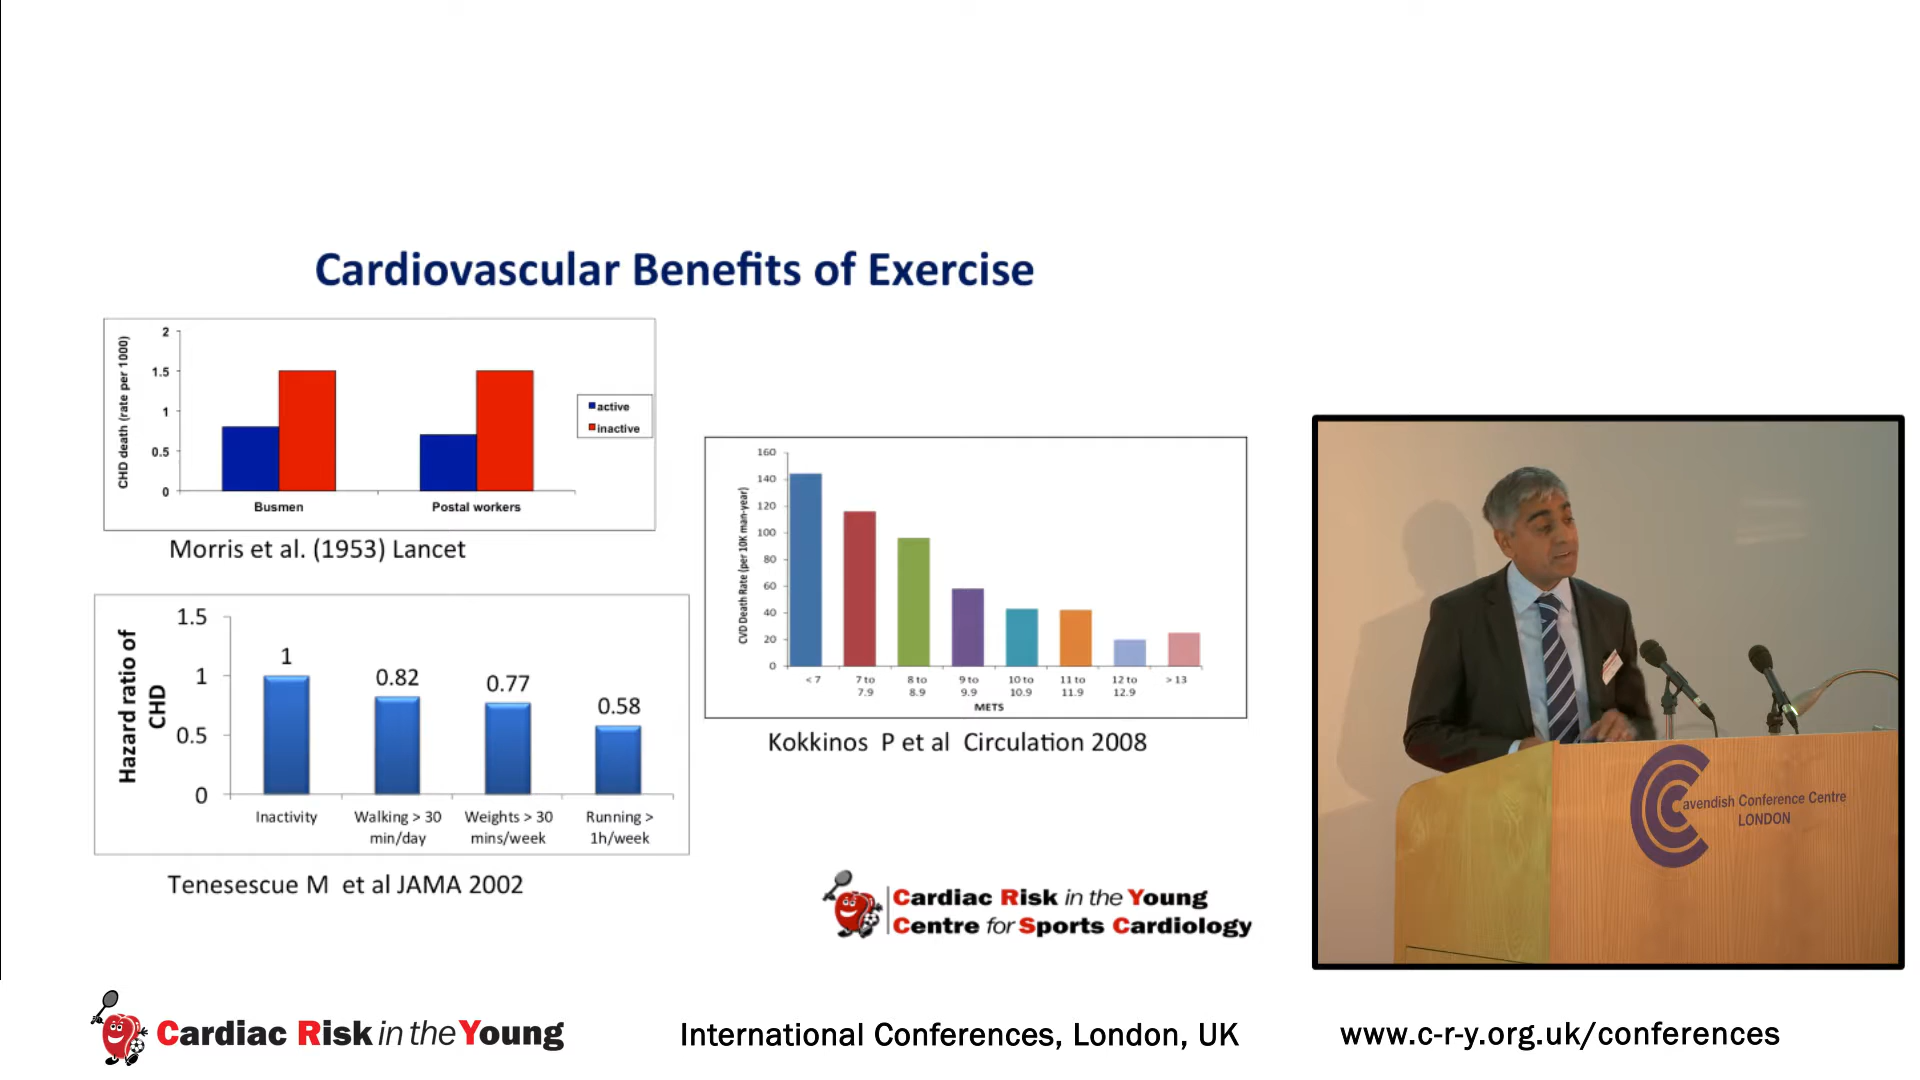 Cardiovascular Benefits of Exercise
CHD death (rate per 1000)
2
1.5
1
0.5
0
Busmen
Postal workers
active
inactive
Morris et al. (1953) Lancet
Hazard ratio of
CHD
1.5
1
0.5
0
1
0.82
0.77
0.58
Inactivity
Walking > 30
min/day
Weights > 30
mins/week
Running >
1h/week
Tenesescue M et al JAMA 2002
CVD Death Rate (per 10K man-year)
160
140
120
100
80
60
40
20
0
< 7
7 to
7.9
8 to
8.9
9 to
9.9
10 to
10.9
11 to
11.9
12 to
12.9
> 13
METS
Kokkinos P et al Circulation 2008
Cardiac Risk in the Young
Centre for Sports Cardiology
avendish Conference Centre
LONDON
Cardiac Risk in the Young
International Conferences, London, UK
www.c-r-y.org.uk/conferences